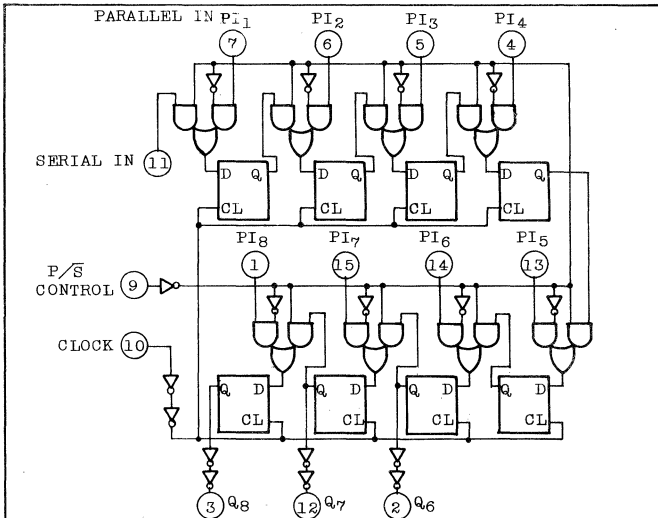 PARALLEL IN PI1 PI2 PI3 PI4
7 6 5 4
SERIAL IN 11
D Q D Q D Q D Q
CL CL CL CL
PI8 PI7 PI6 PI5
P/S̅ CONTROL 9
1 15 14 13
CLOCK 10
Q D Q D Q D Q D
CL CL CL CL
3 Q8 12 Q7 2 Q6